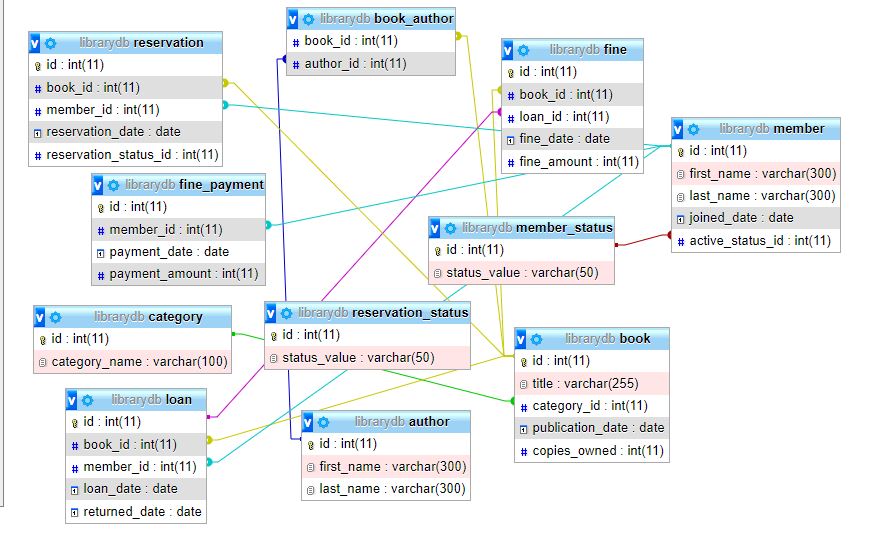 librarydb reservation
id : int(11)
book_id : int(11)
member_id : int(11)
reservation_date : date
reservation_status_id : int(11)
librarydb book_author
book_id : int(11)
author_id : int(11)
librarydb fine
id : int(11)
book_id : int(11)
loan_id : int(11)
fine_date : date
fine_amount : int(11)
librarydb member
id : int(11)
first_name : varchar(300)
last_name : varchar(300)
joined_date : date
active_status_id : int(11)
librarydb fine_payment
id : int(11)
member_id : int(11)
payment_date : date
payment_amount : int(11)
librarydb member_status
id : int(11)
status_value : varchar(50)
librarydb category
id : int(11)
category_name : varchar(100)
librarydb reservation_status
id : int(11)
status_value : varchar(50)
librarydb book
id : int(11)
title : varchar(255)
category_id : int(11)
publication_date : date
copies_owned : int(11)
librarydb loan
id : int(11)
book_id : int(11)
member_id : int(11)
loan_date : date
returned_date : date
librarydb author
id : int(11)
first_name : varchar(300)
last_name : varchar(300)